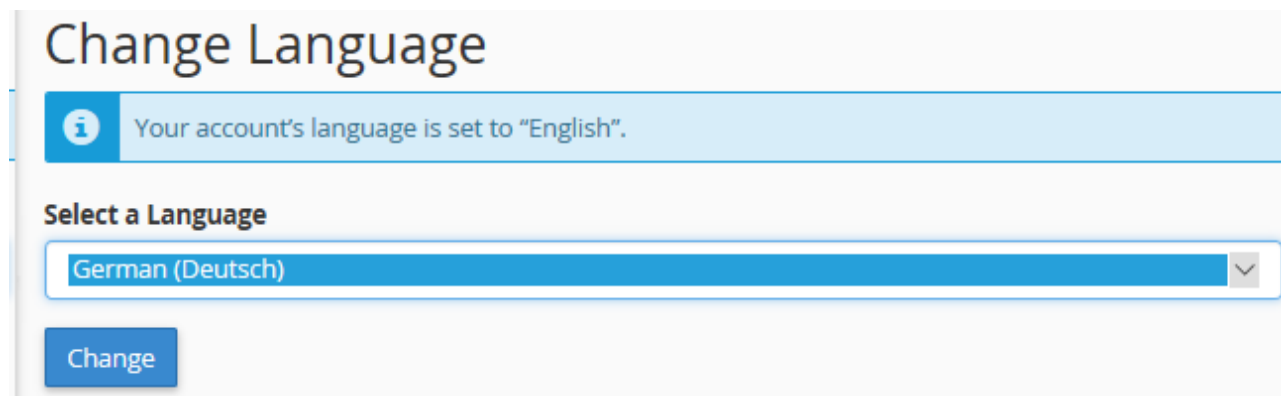 Change Language
Your account’s language is set to “English”.
Select a Language
German (Deutsch)
Change